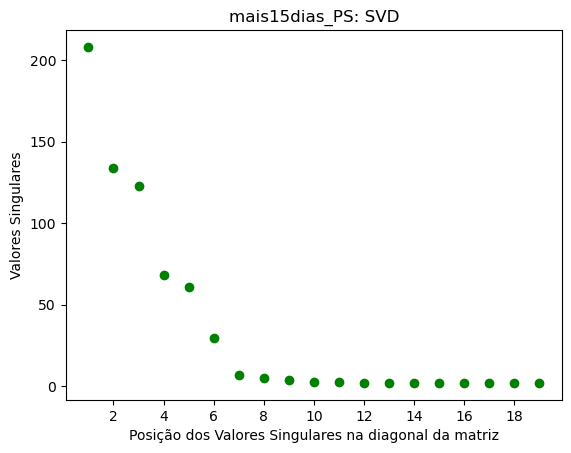 mais15dias_PS: SVD
Valores Singulares
200
150
100
50
0
2 4 6 8 10 12 14 16 18
Posição dos Valores Singulares na diagonal da matriz